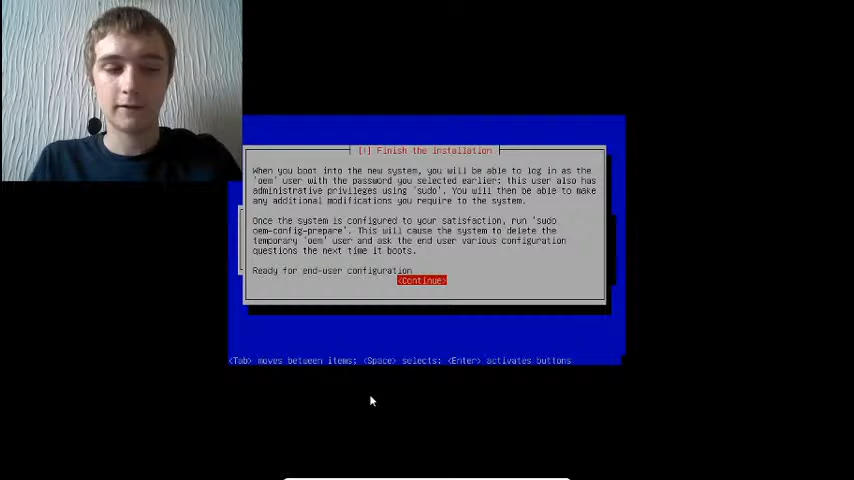 [!] Finish the installation
When you boot into the new system, you will be able to log in as the
'oem' user with the password you selected earlier; this user also has
administrative privileges using 'sudo'. You will then be able to make
any additional modifications you require to the system.
Once the system is configured to your satisfaction, run 'sudo
oem-config-prepare'. This will cause the system to delete the
temporary 'oem' user and ask the end user various configuration
questions the next time it boots.
Ready for end-user configuration
<Continue>
<Tab> moves between items; <Space> selects; <Enter> activates buttons